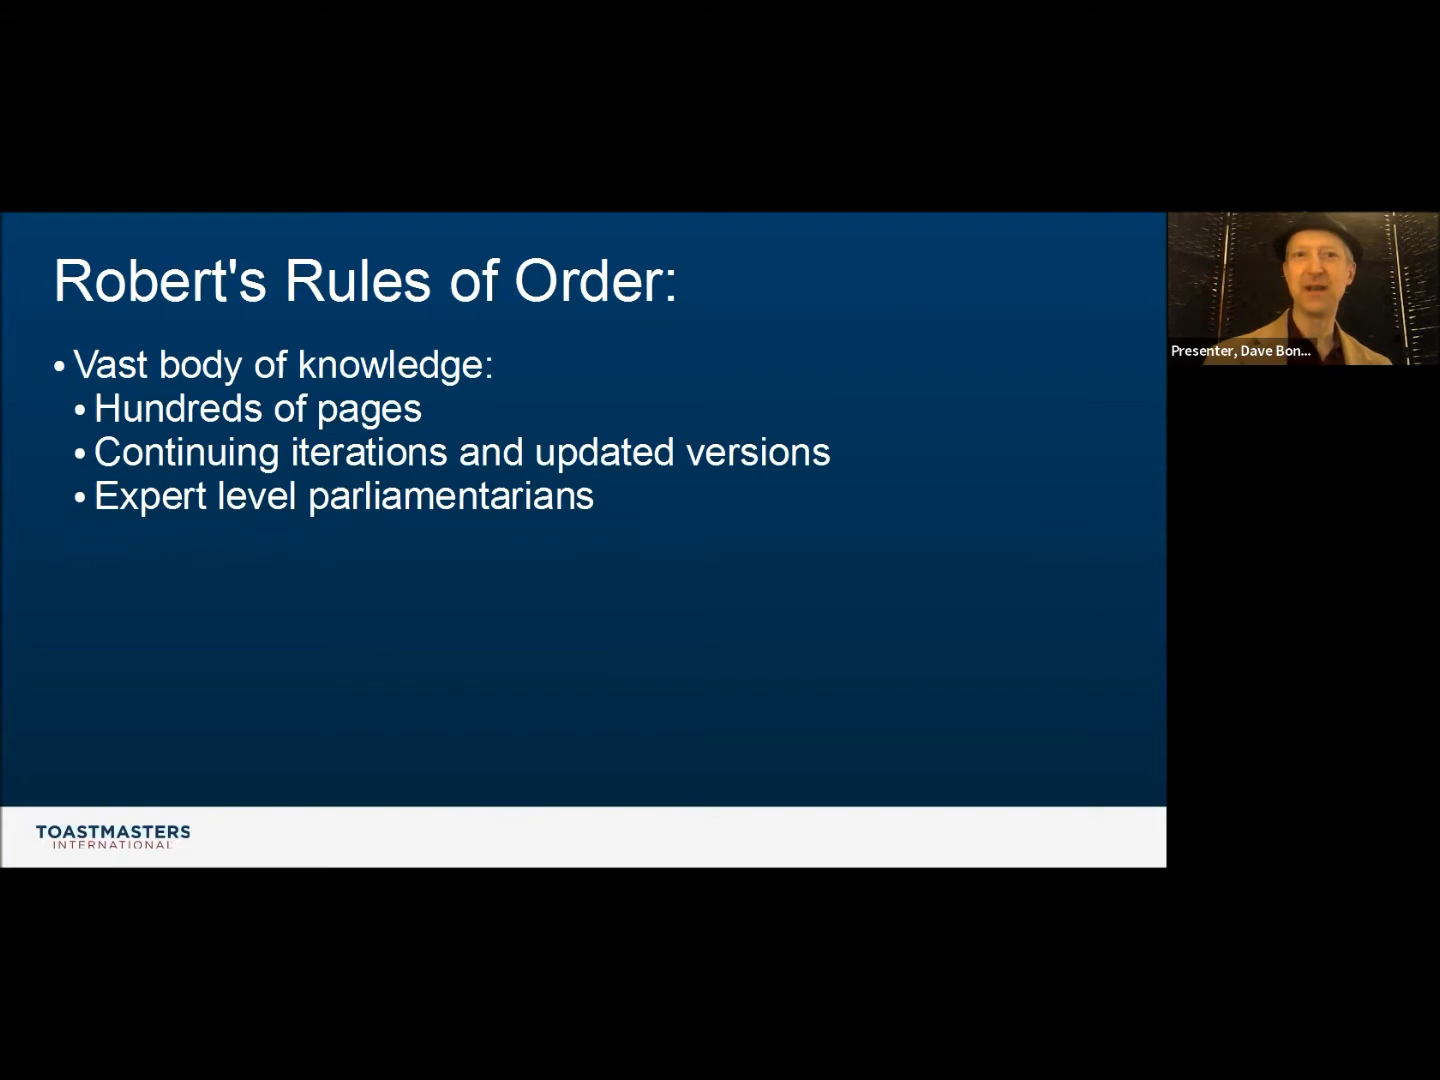 Robert's Rules of Order:
• Vast body of knowledge:
• Hundreds of pages
• Continuing iterations and updated versions
• Expert level parliamentarians
Presenter, Dave Bon...
TOASTMASTERS
INTERNATIONAL